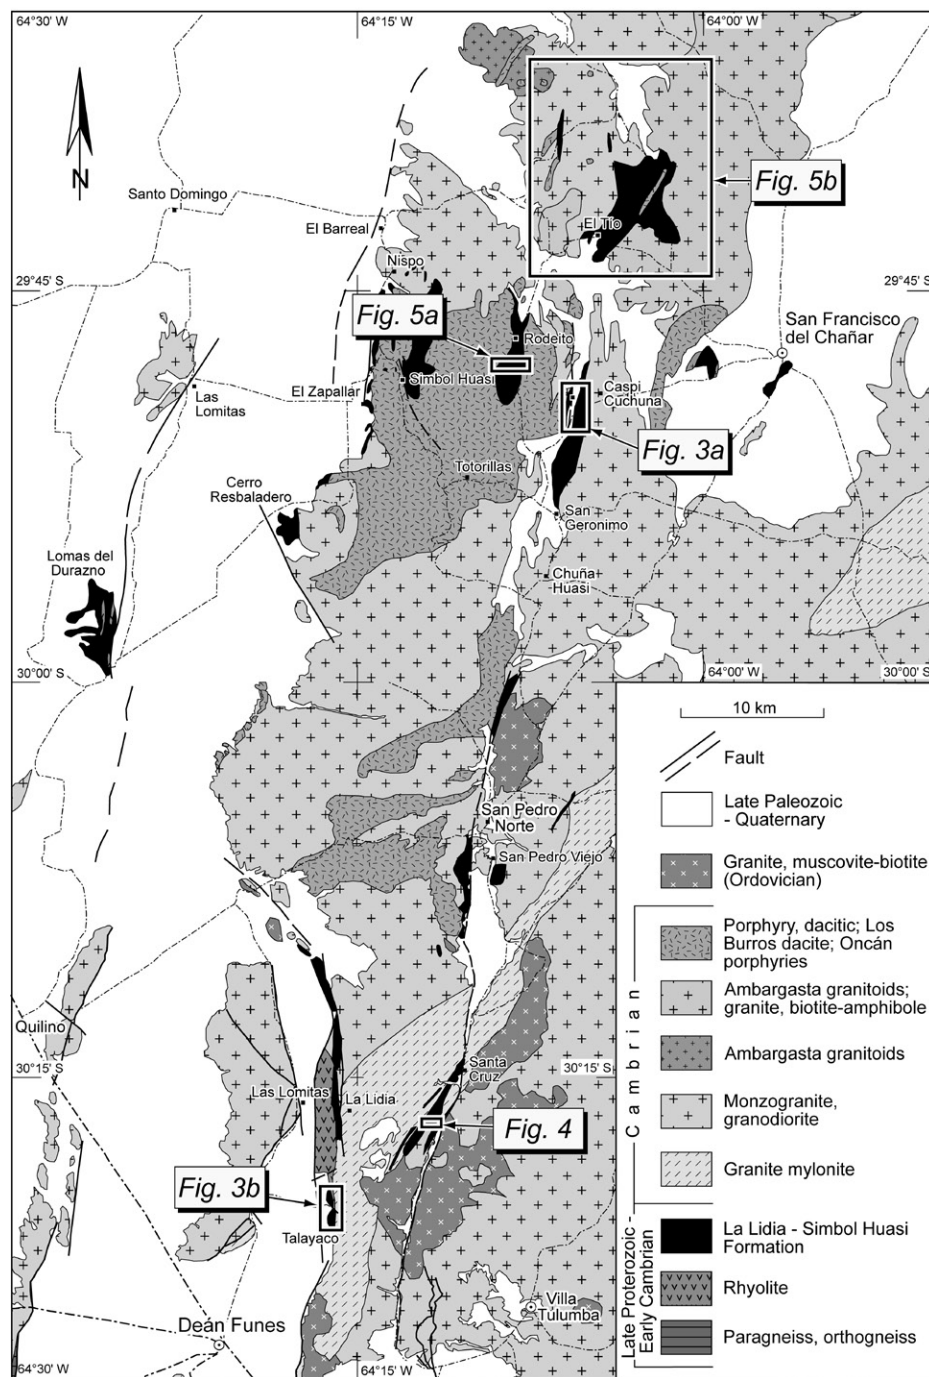 64°30' W
64°15' W
64°00' W
N
Fig. 5b
Santo Domingo
El Barreal
El Tío
Nispo
29°45' S
29°45' S
Fig. 5a
San Francisco
del Chañar
Rodeito
Las
Lomitas
El Zapallar
Simbol Huasi
Caspi
Cuchuna
Fig. 3a
Totorillas
Cerro
Resbaladero
San
Geronimo
Lomas del
Durazno
Chuña
Huasi
30°00' S
64°00' W
30°00' S
10 km
Fault
San Pedro
Norte
Late Paleozoic
- Quaternary
San Pedro Viejo
Granite, muscovite-biotite
(Ordovician)
Cambrian
Porphyry, dacitic; Los
Burros dacite; Oncán
porphyries
Ambargasta granitoids;
granite, biotite-amphibole
Quilino
Ambargasta granitoids
30°15' S
Santa
Cruz
30°15' S
Las Lomitas
La Lidia
Monzogranite,
granodiorite
Fig. 4
Granite mylonite
Fig. 3b
Talayaco
Late Proterozoic -
Early Cambrian
La Lidia - Simbol Huasi
Formation
Rhyolite
Villa
Tulumba
Deán Funes
Paragneiss, orthogneiss
64°30' W
64°15' W